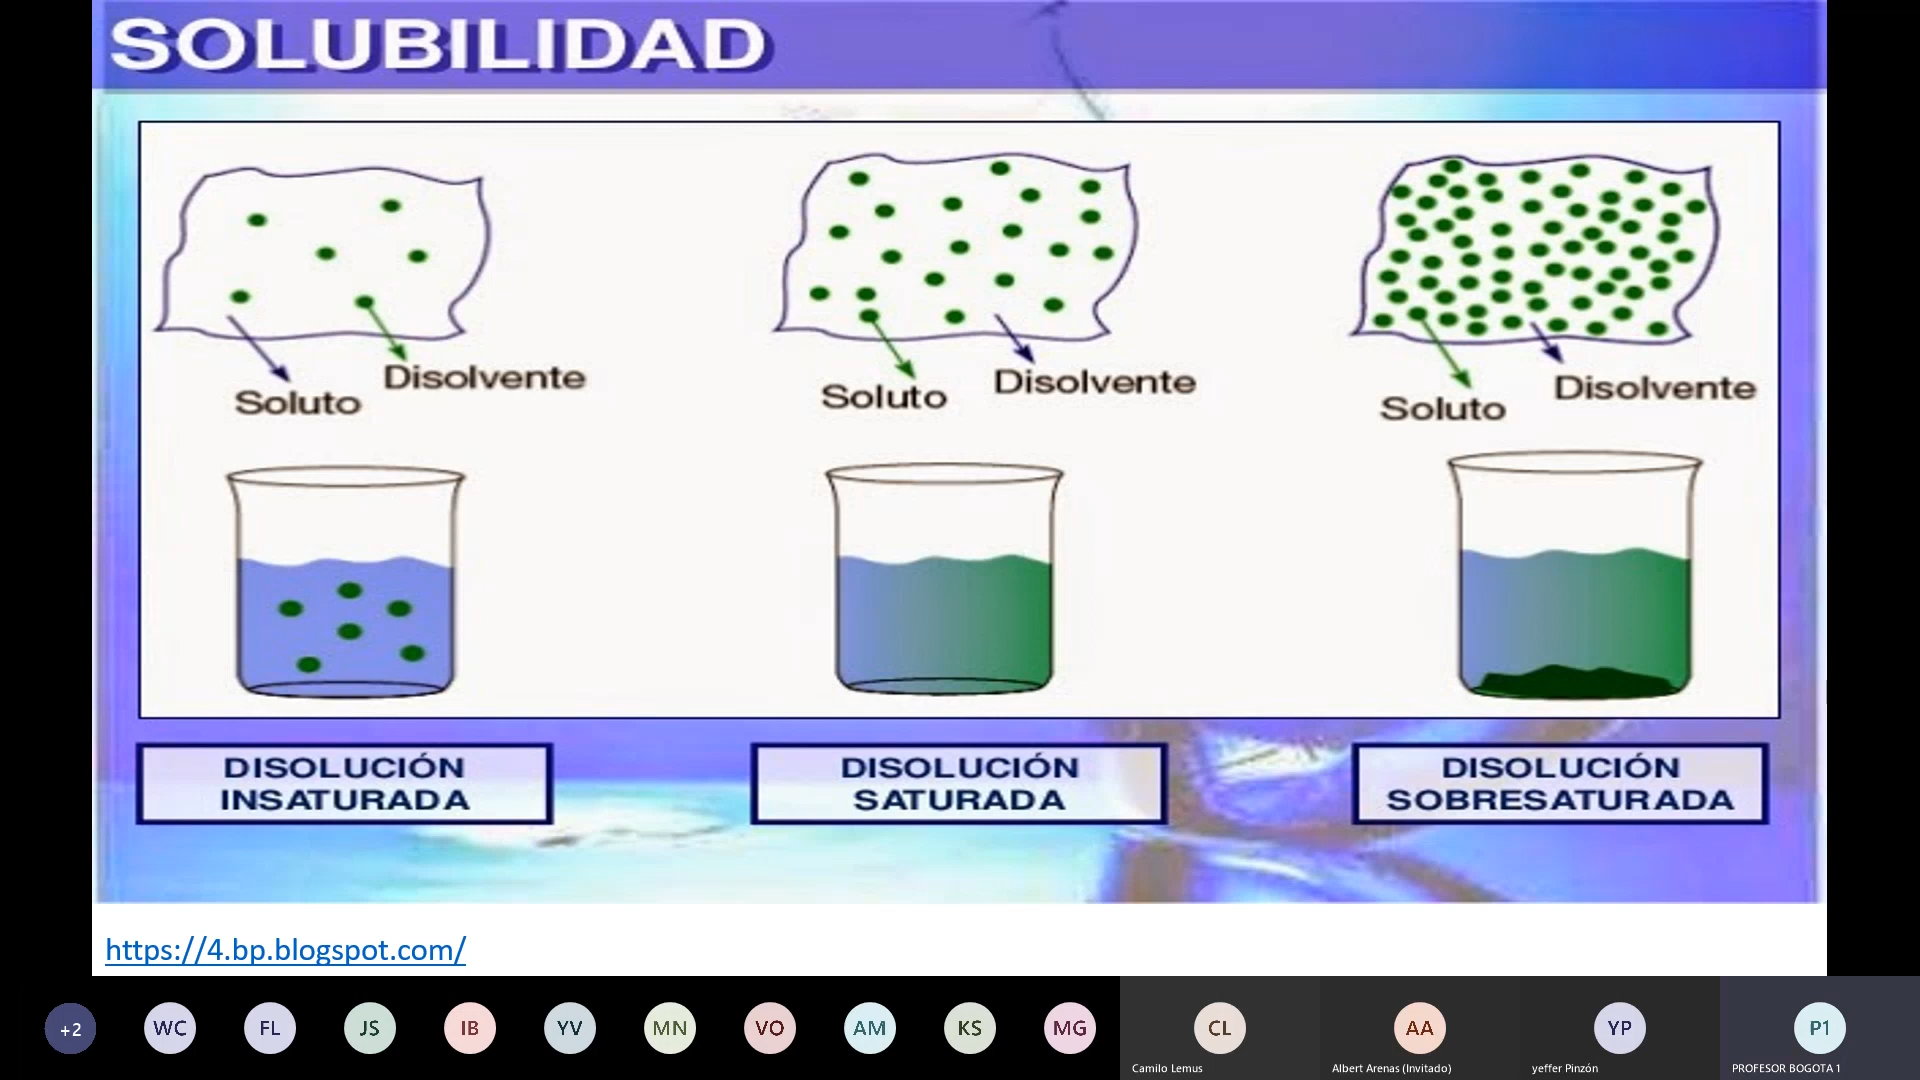 SOLUBILIDAD
Soluto
Disolvente
Soluto
Disolvente
Soluto
Disolvente
DISOLUCIÓN
INSATURADA
DISOLUCIÓN
SATURADA
DISOLUCIÓN
SOBRESATURADA
https://4.bp.blogspot.com/
+2
WC
FL
JS
IB
YV
MN
VO
AM
KS
MG
CL
Camilo Lemus
AA
Albert Arenas (Invitado)
YP
yeffer Pinzón
P1
PROFESOR BOGOTA 1